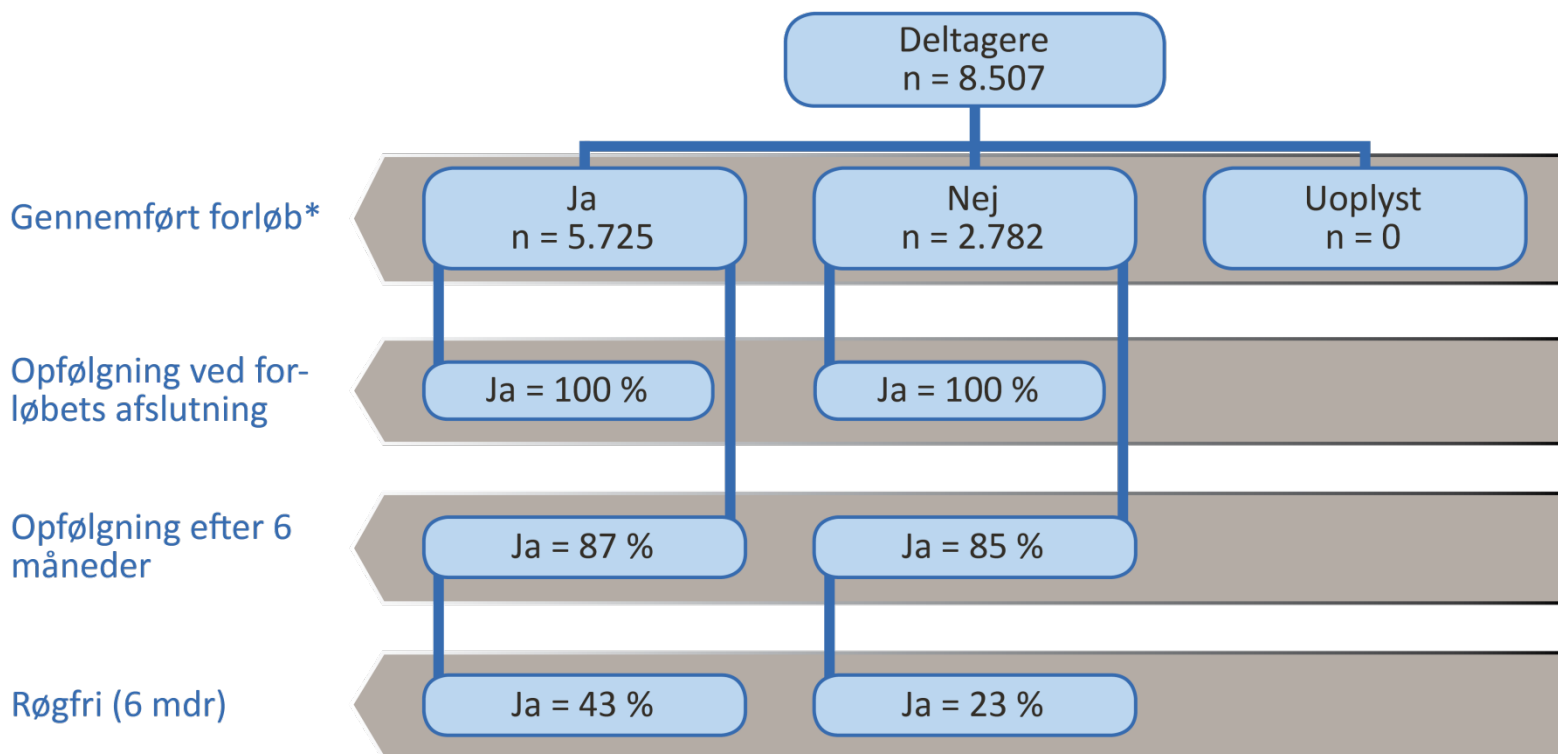 Deltagere
n = 8.507
Gennemført forløb*
Ja
n = 5.725
Nej
n = 2.782
Uoplyst
n = 0
Opfølgning ved for-
løbets afslutning
Ja = 100 %
Ja = 100 %
Opfølgning efter 6
måneder
Ja = 87 %
Ja = 85 %
Røgfri (6 mdr)
Ja = 43 %
Ja = 23 %